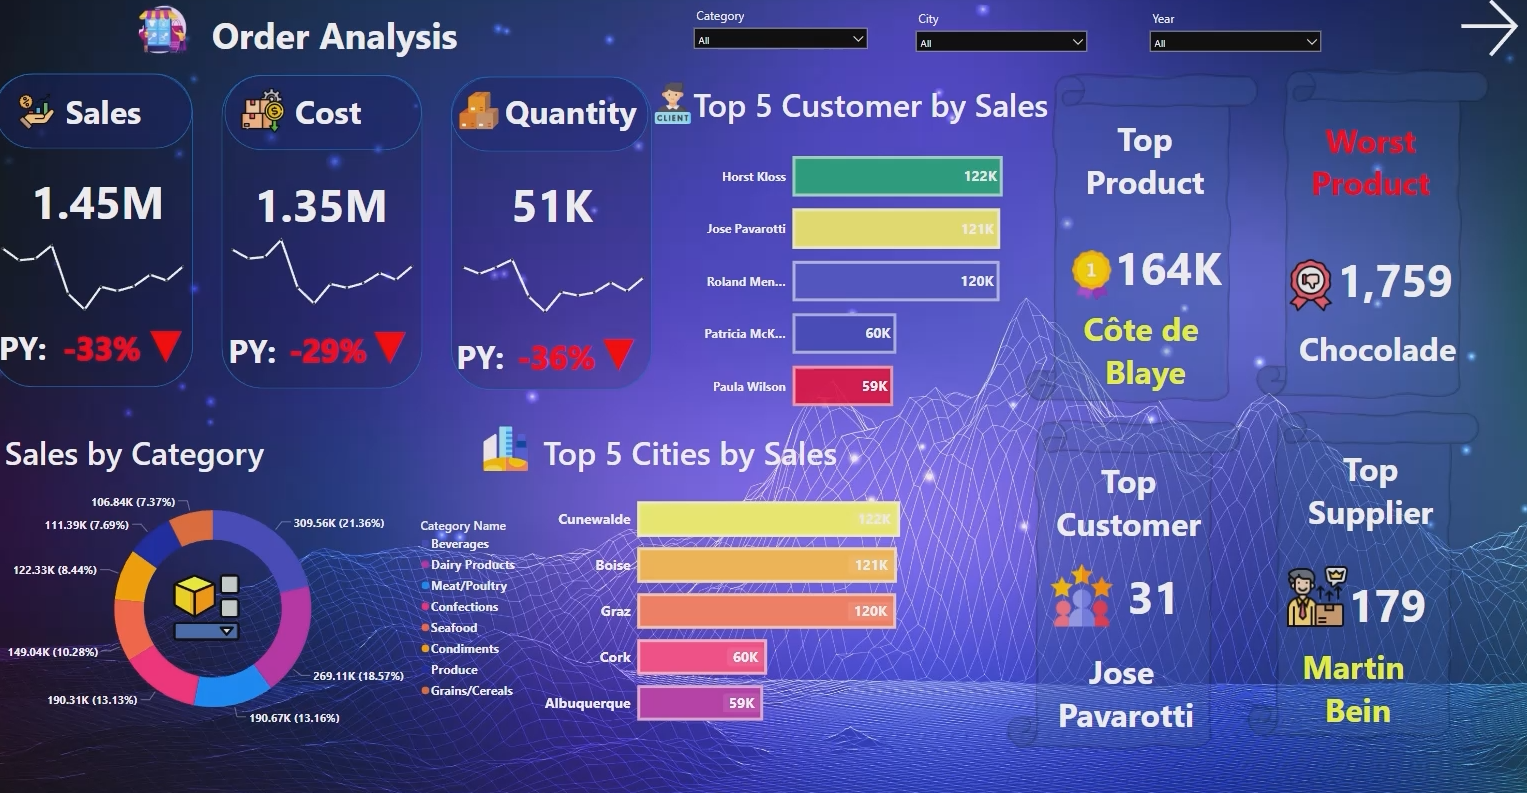 Order Analysis
Category
All
City
All
Year
All
Sales
1.45M
PY: -33%
Cost
1.35M
PY: -29%
Quantity
51K
PY: -36%
CLIENT
Top 5 Customer by Sales
Horst Kloss 122K
Jose Pavarotti 121K
Roland Men... 120K
Patricia McK... 60K
Paula Wilson 59K
Top
Product
1
164K
Côte de
Blaye
Worst
Product
1,759
Chocolade
Sales by Category
106.84K (7.37%)
111.39K (7.69%)
122.33K (8.44%)
149.04K (10.28%)
190.31K (13.13%)
190.67K (13.16%)
269.11K (18.57%)
309.56K (21.36%)
Category Name
Beverages
Dairy Products
Meat/Poultry
Confections
Seafood
Condiments
Produce
Grains/Cereals
Top 5 Cities by Sales
Cunewalde 122K
Boise 121K
Graz 120K
Cork 60K
Albuquerque 59K
Top
Customer
31
Jose
Pavarotti
Top
Supplier
179
Martin
Bein